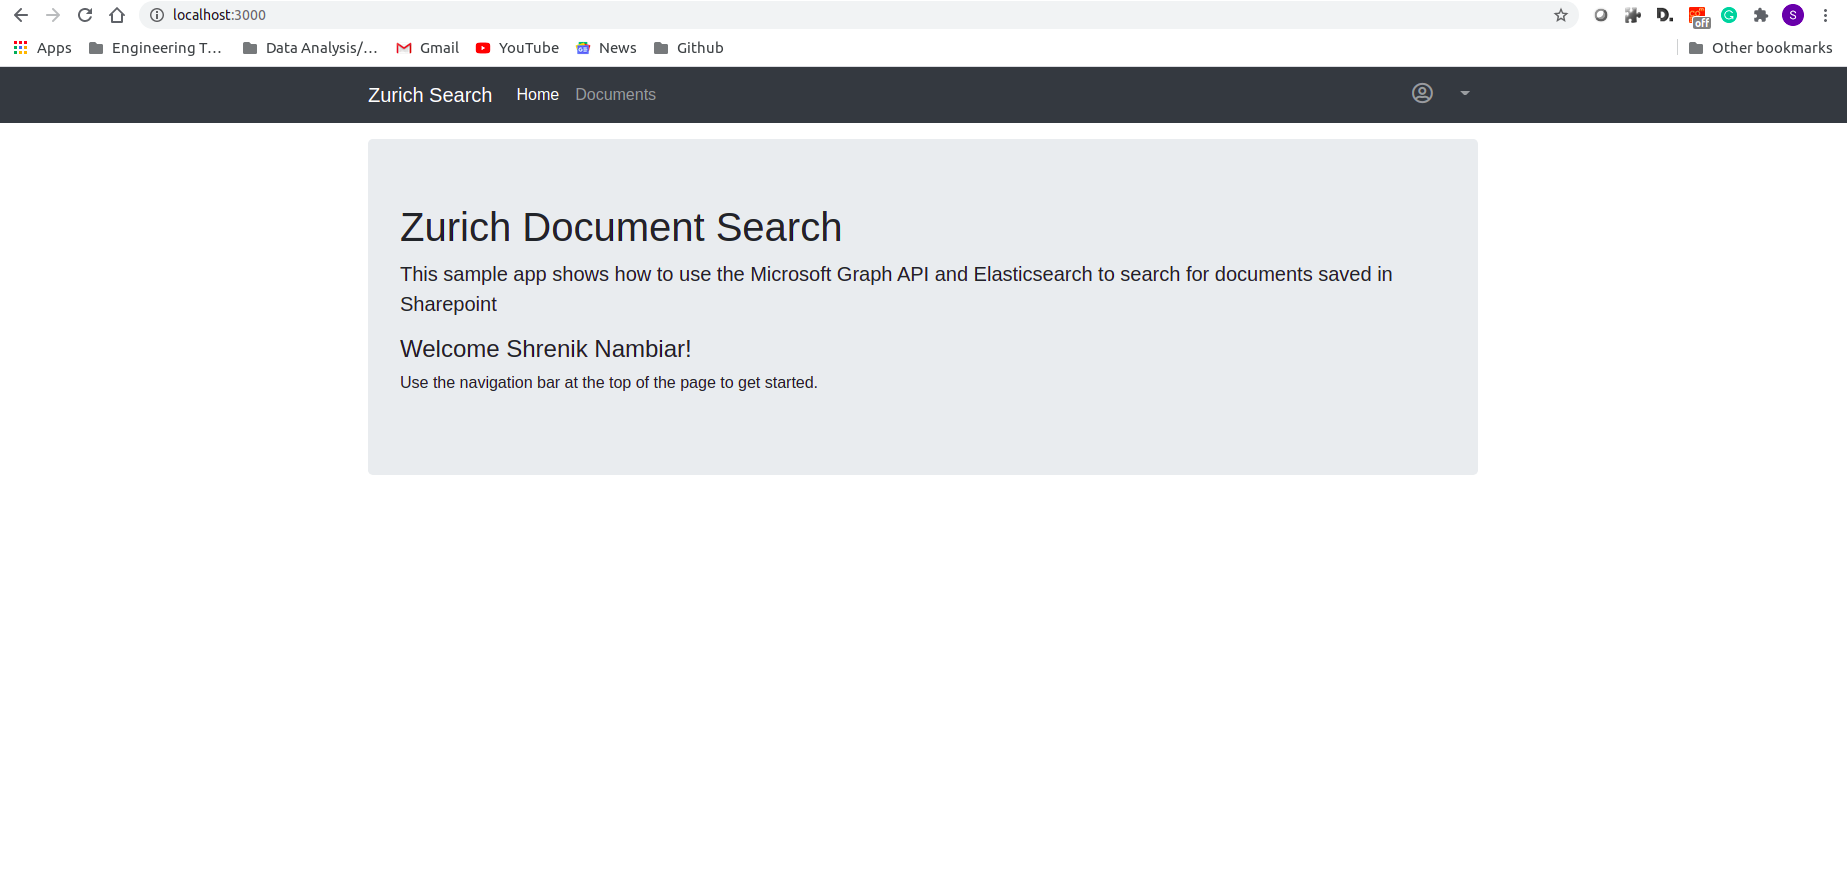 localhost:3000
off
S
Apps
Engineering T...
Data Analysis/...
Gmail
YouTube
News
Github
Other bookmarks
Zurich Search
Home
Documents
Zurich Document Search
This sample app shows how to use the Microsoft Graph API and Elasticsearch to search for documents saved in
Sharepoint
Welcome Shrenik Nambiar!
Use the navigation bar at the top of the page to get started.